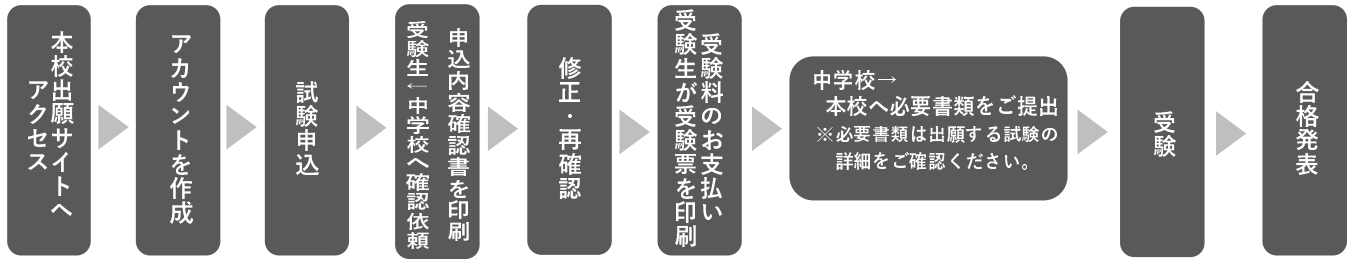 本校出願サイトへ
アクセス
アカウントを作成
試験申込
申込内容確認書を印刷
受験生←中学校へ確認依頼
修正・再確認
受験料のお支払い
受験生が受験票を印刷
中学校→
本校へ必要書類をご提出
※必要書類は出願する試験の
詳細をご確認ください。
受験
合格発表